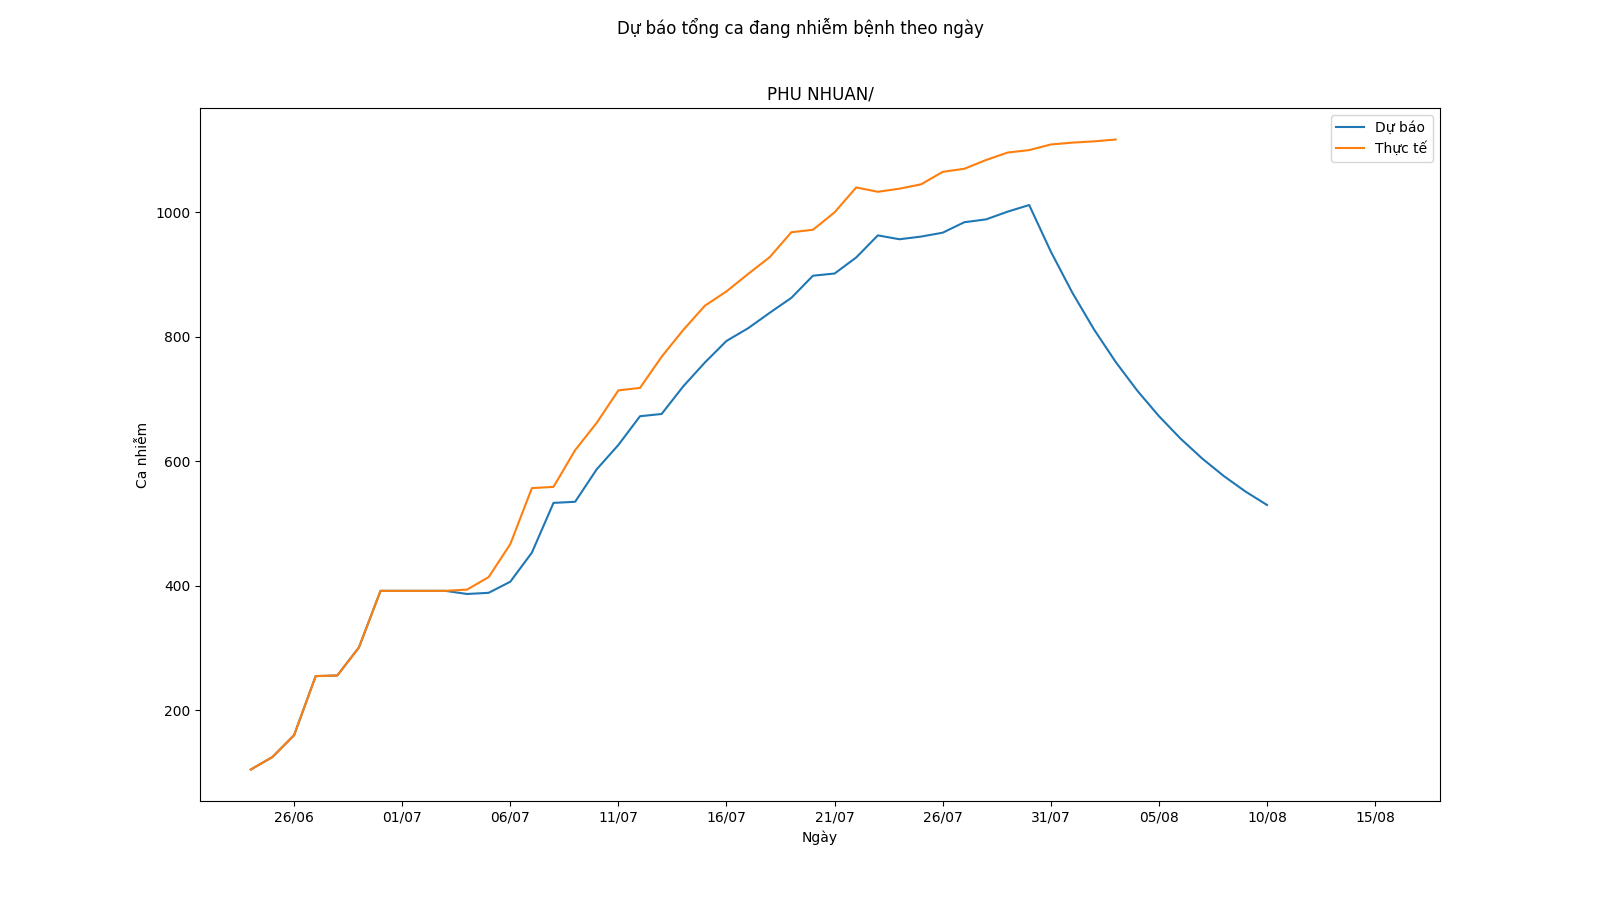 Dự báo tổng ca đang nhiễm bệnh theo ngày
PHU NHUAN/
Dự báo
Thực tế
1000
800
600
400
200
Ca nhiễm
26/06 01/07 06/07 11/07 16/07 21/07 26/07 31/07 05/08 10/08 15/08
Ngày